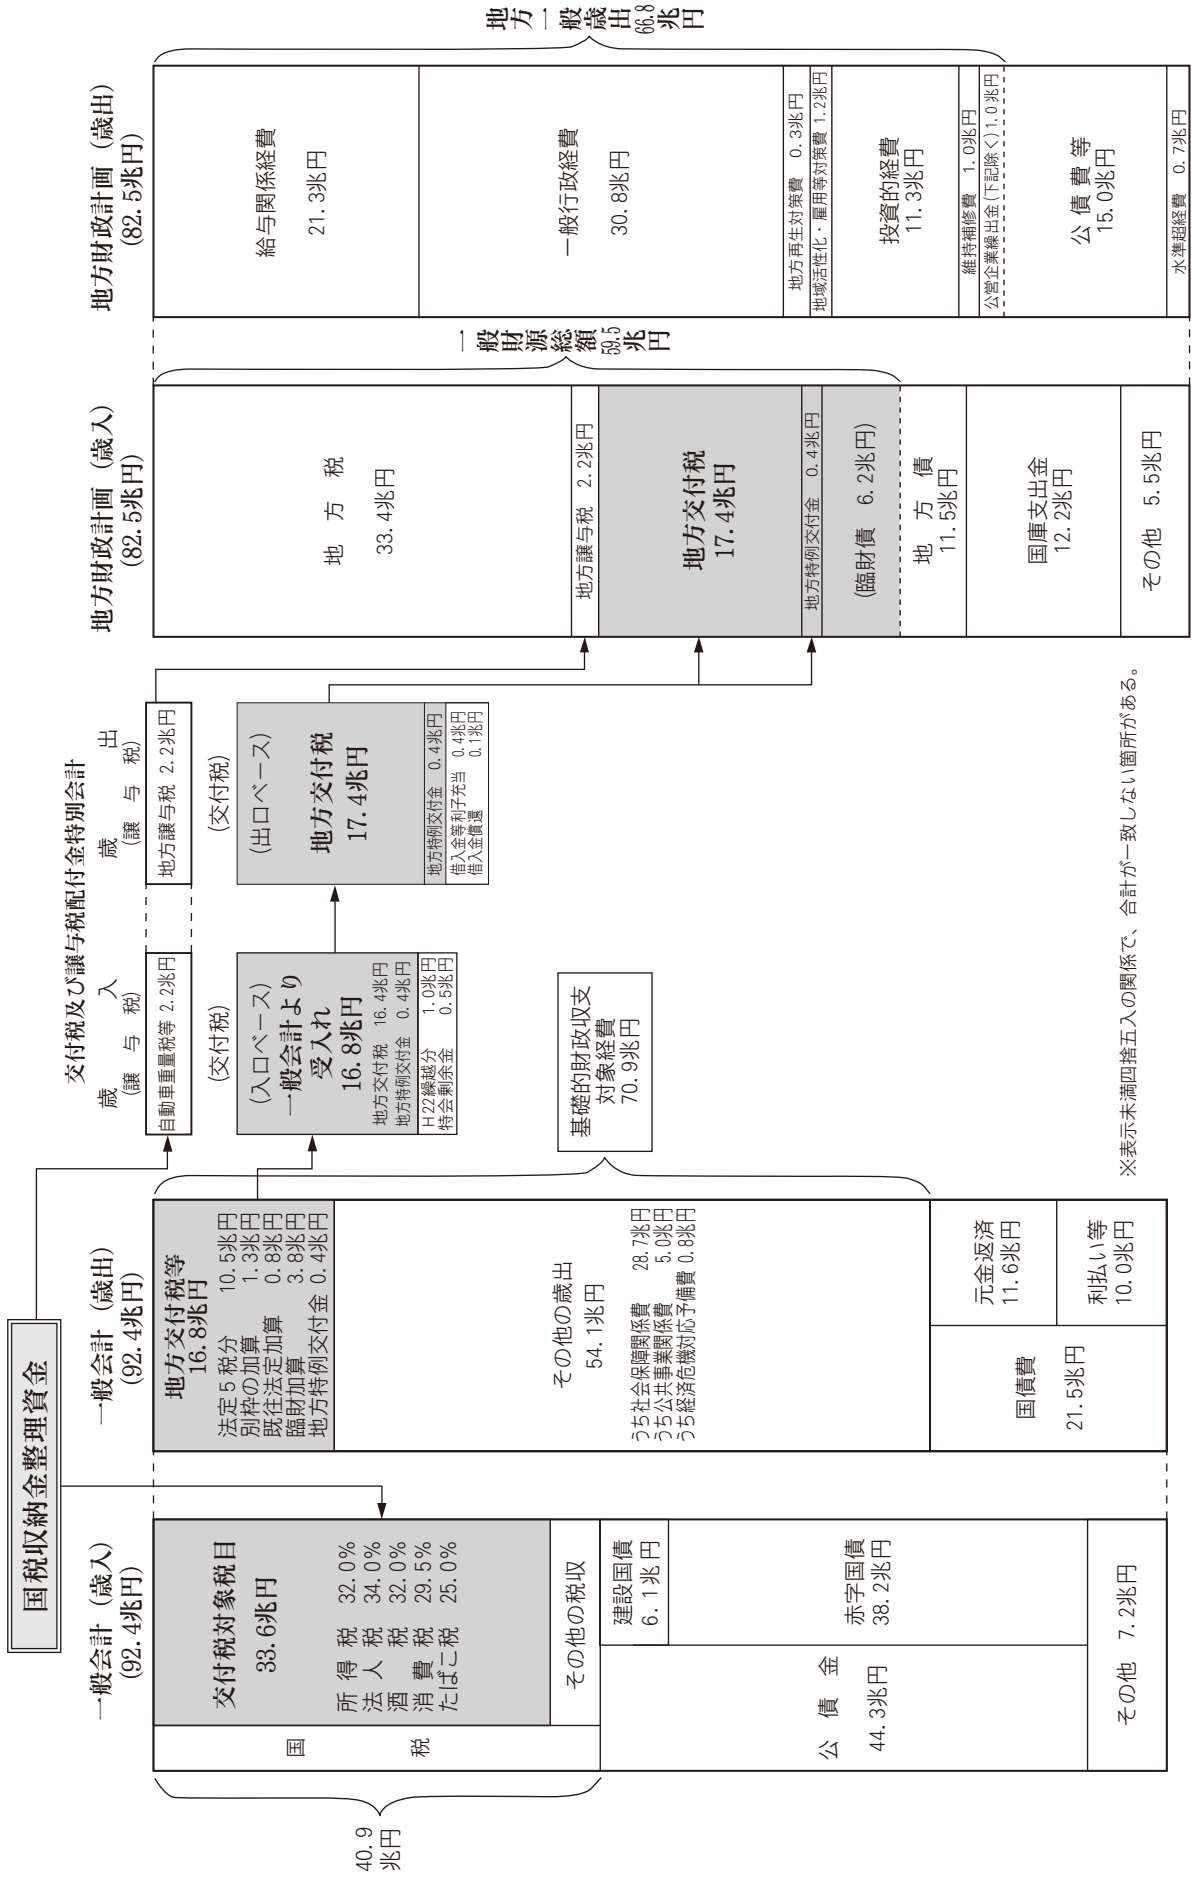 国税収納金整理資金
一般会計（歳入）
(92.4兆円)
40.9
兆円
国税
交付税対象税目
33.6兆円
所得税 32.0%
法人税 34.0%
酒税 32.0%
消費税 29.5%
たばこ税 25.0%
その他の税収
公債金
44.3兆円
建設国債
6.1兆円
赤字国債
38.2兆円
その他 7.2兆円
一般会計（歳出）
(92.4兆円)
地方交付税等
16.8兆円
法定5税分 10.5兆円
別枠の加算 1.3兆円
既往法定加算 0.8兆円
臨財加算 3.8兆円
地方特例交付金 0.4兆円
その他の歳出
54.1兆円
うち社会保障関係費 28.7兆円
うち公共事業関係費 5.0兆円
うち経済危機対応予備費 0.8兆円
国債費
21.5兆円
元金返済
11.6兆円
利払い等
10.0兆円
基礎的財政収支
対象経費
70.9兆円
交付税及び譲与税配付金特別会計
歳入
(譲与税)
自動車重量税等 2.2兆円
(交付税)
(入口ベース)
一般会計より
受入れ
16.8兆円
地方交付税 16.4兆円
地方特例交付金 0.4兆円
H22繰越分 1.0兆円
特会剰余金 0.5兆円
歳出
(譲与税)
地方譲与税 2.2兆円
(交付税)
(出口ベース)
地方交付税
17.4兆円
地方特例交付金 0.4兆円
借入金等利子充当 0.4兆円
借入金償還 0.1兆円
地方財政計画（歳入）
(82.5兆円)
地方税
33.4兆円
地方譲与税 2.2兆円
地方交付税
17.4兆円
地方特例交付金 0.4兆円
(臨財債 6.2兆円)
地方債
11.5兆円
国庫支出金
12.2兆円
その他 5.5兆円
一般財源総額59.5兆円
地方財政計画（歳出）
(82.5兆円)
給与関係経費
21.3兆円
一般行政経費
30.8兆円
地方再生対策費 0.3兆円
地域活性化・雇用等対策費 1.2兆円
投資的経費
11.3兆円
維持補修費 1.0兆円
公営企業繰出金(下記除く)1.0兆円
公債費等
15.0兆円
水準超経費 0.7兆円
地方一般歳出66.8兆円
※表示未満四捨五入の関係で、合計が一致しない箇所がある。